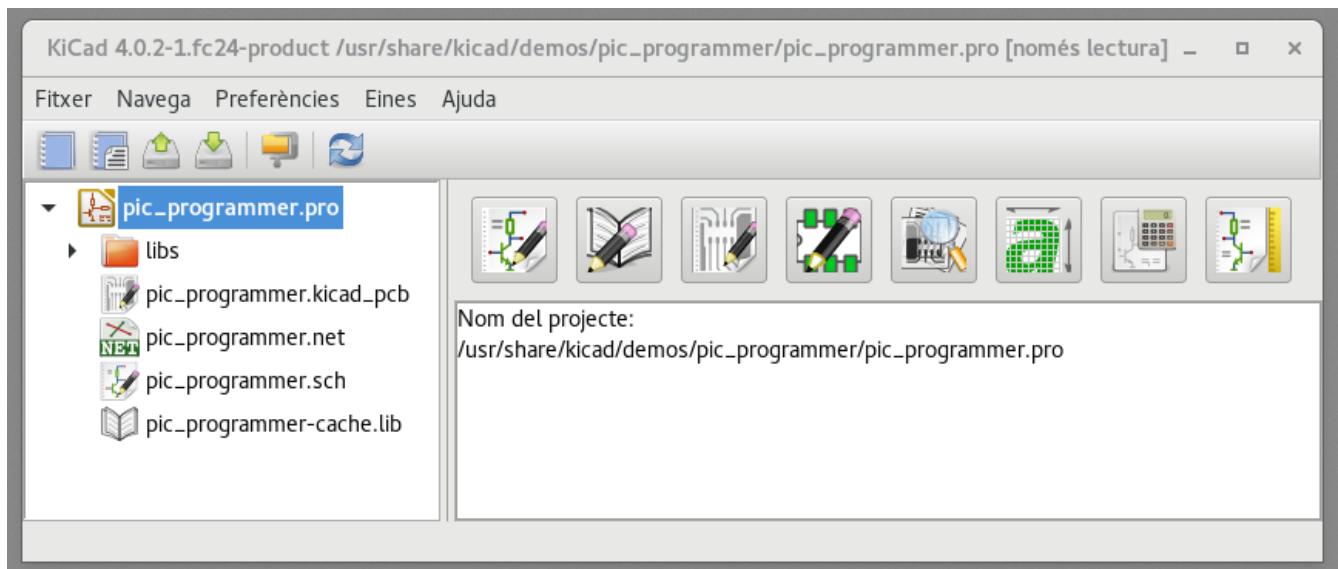 KiCad 4.0.2-1.fc24-product /usr/share/kicad/demos/pic_programmer/pic_programmer.pro [només lectura]
Fitxer Navega Preferències Eines Ajuda
pic_programmer.pro
libs
pic_programmer.kicad_pcb
NET pic_programmer.net
pic_programmer.sch
pic_programmer-cache.lib
a
Nom del projecte:
/usr/share/kicad/demos/pic_programmer/pic_programmer.pro